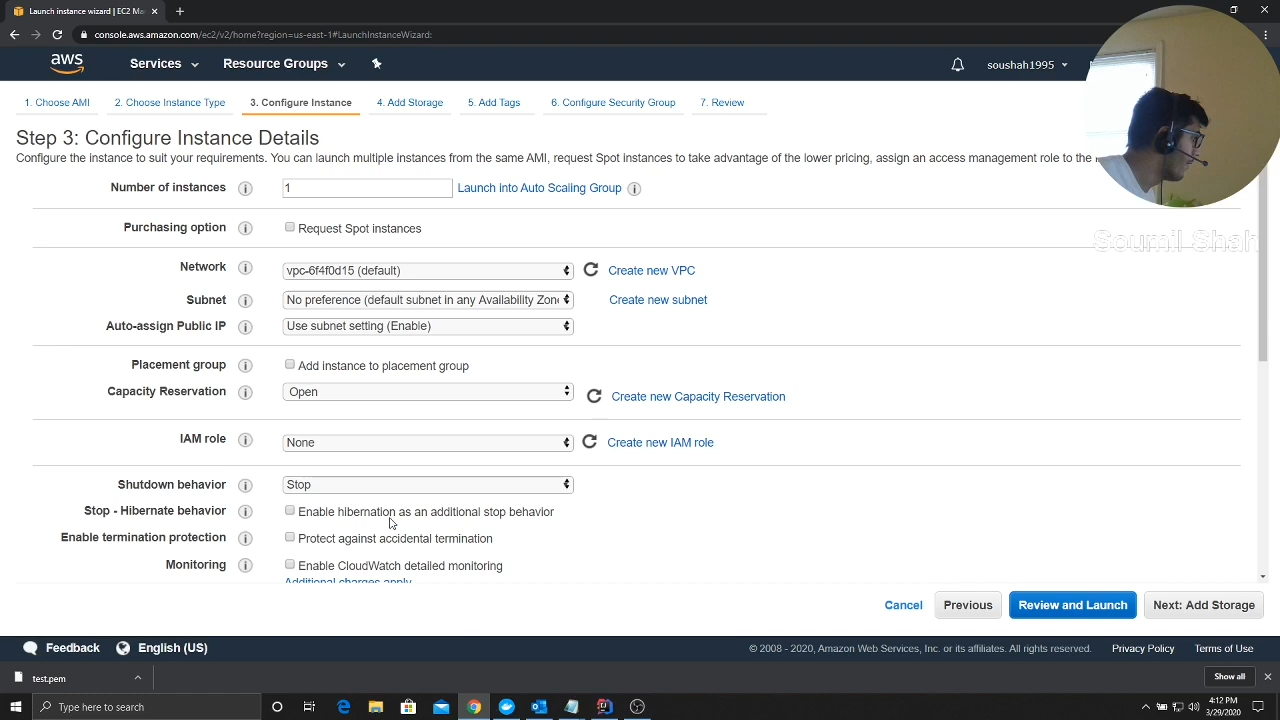 Launch instance wizard | EC2 Ma
console.aws.amazon.com/ec2/v2/home?region=us-east-1#LaunchInstanceWizard:
aws
Services
Resource Groups
soushah1995
1. Choose AMI
2. Choose Instance Type
3. Configure Instance
4. Add Storage
5. Add Tags
6. Configure Security Group
7. Review
Step 3: Configure Instance Details
Configure the instance to suit your requirements. You can launch multiple instances from the same AMI, request Spot instances to take advantage of the lower pricing, assign an access management role to the
Number of instances
1
Launch into Auto Scaling Group
Purchasing option
Request Spot instances
Soumil Shah
Network
vpc-6f4f0d15 (default)
Create new VPC
Subnet
No preference (default subnet in any Availability Zone
Create new subnet
Auto-assign Public IP
Use subnet setting (Enable)
Placement group
Add instance to placement group
Capacity Reservation
Open
Create new Capacity Reservation
IAM role
None
Create new IAM role
Shutdown behavior
Stop
Stop - Hibernate behavior
Enable hibernation as an additional stop behavior
Enable termination protection
Protect against accidental termination
Monitoring
Enable CloudWatch detailed monitoring
Additional charges apply
Cancel
Previous
Review and Launch
Next: Add Storage
Feedback
English (US)
© 2008 - 2020, Amazon Web Services, Inc. or its affiliates. All rights reserved.
Privacy Policy
Terms of Use
test.pem
Show all
Type here to search
4:12 PM
3/29/2020